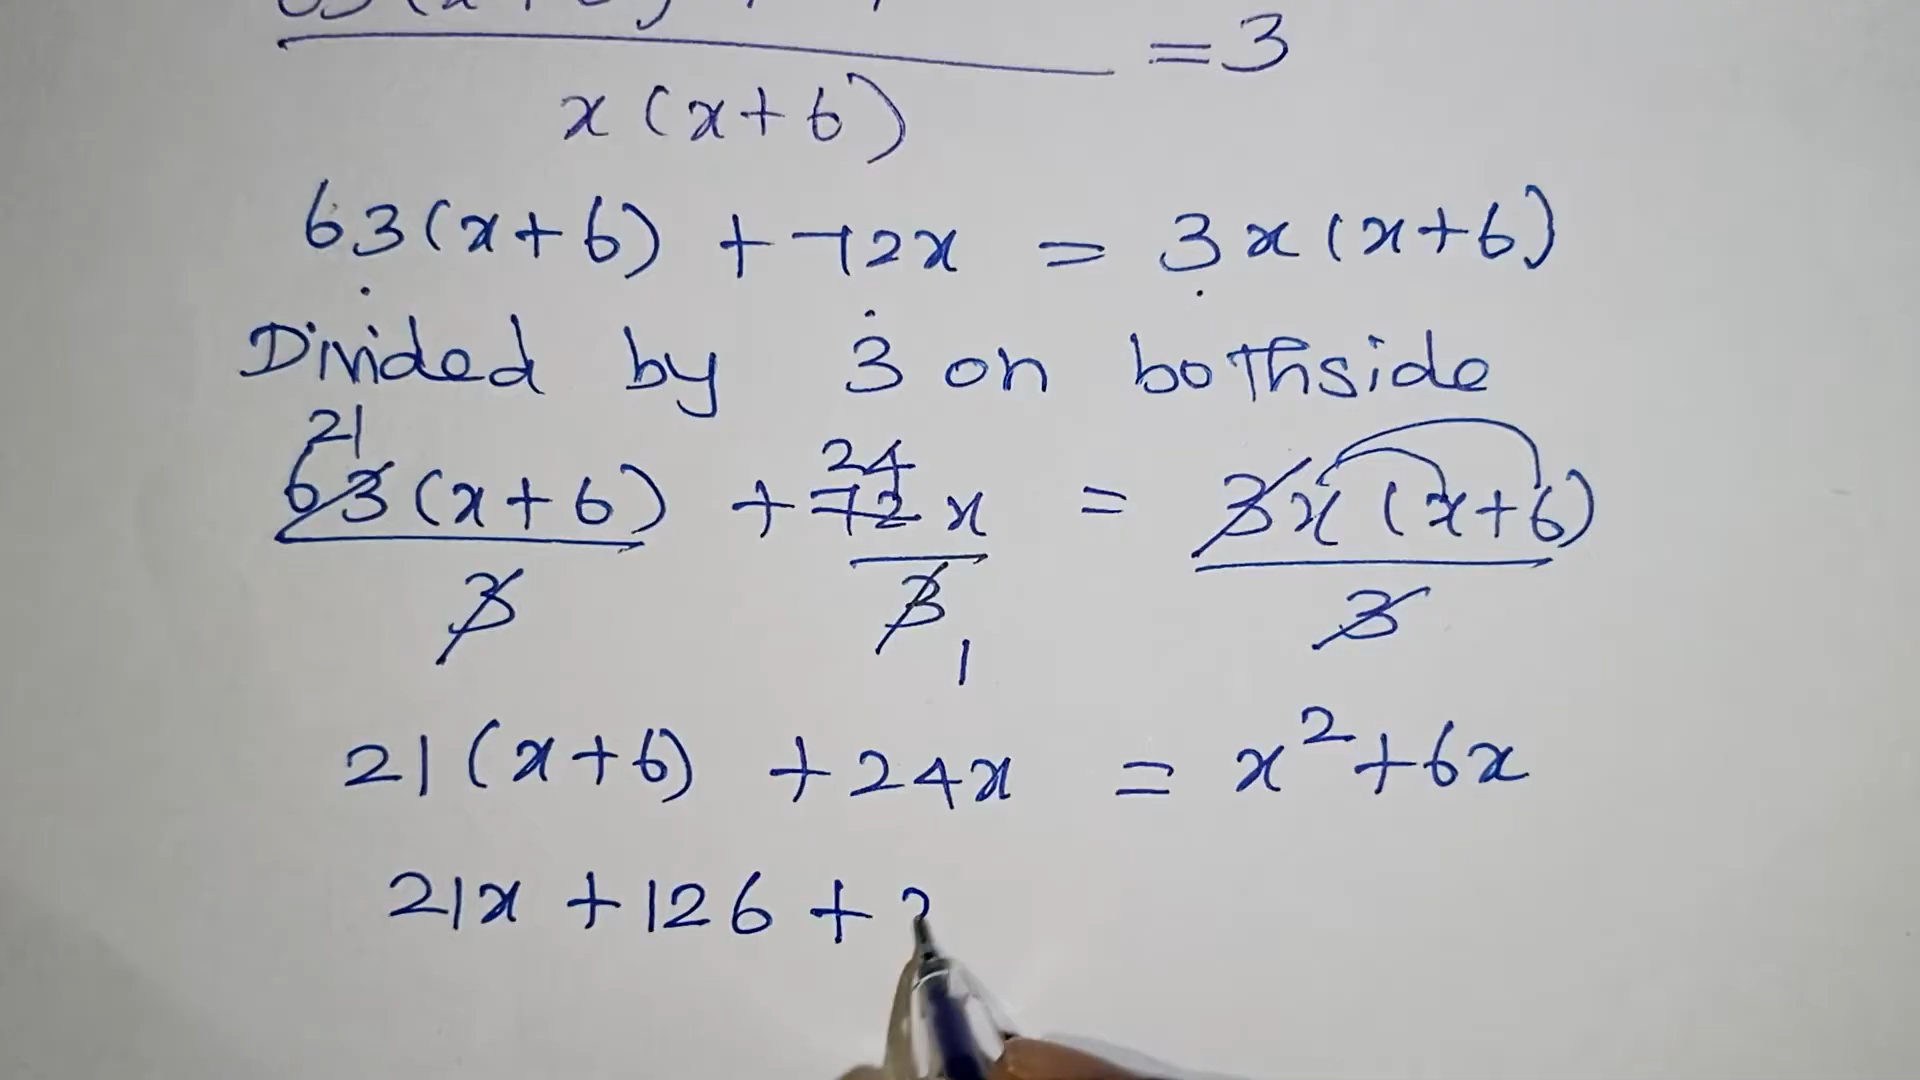 = 3
x(x+6)
63(x+6) + 72x = 3x(x+6)
Divided by 3 on bothside
21 24
63(x+6) + 72x = 3x(x+6)
3 3 3
1
21(x+6) + 24x = x²+6x
21x + 126 +